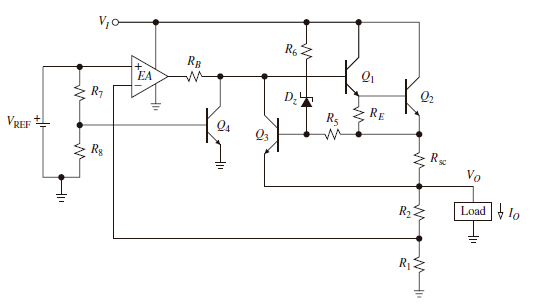 V_I
R_6
+
EA
−
R_B
Q_1
R_7
D_z
Q_2
V_REF
+
Q_4
Q_3
R_5
R_E
R_8
R_sc
V_O
R_2
Load
I_O
R_1